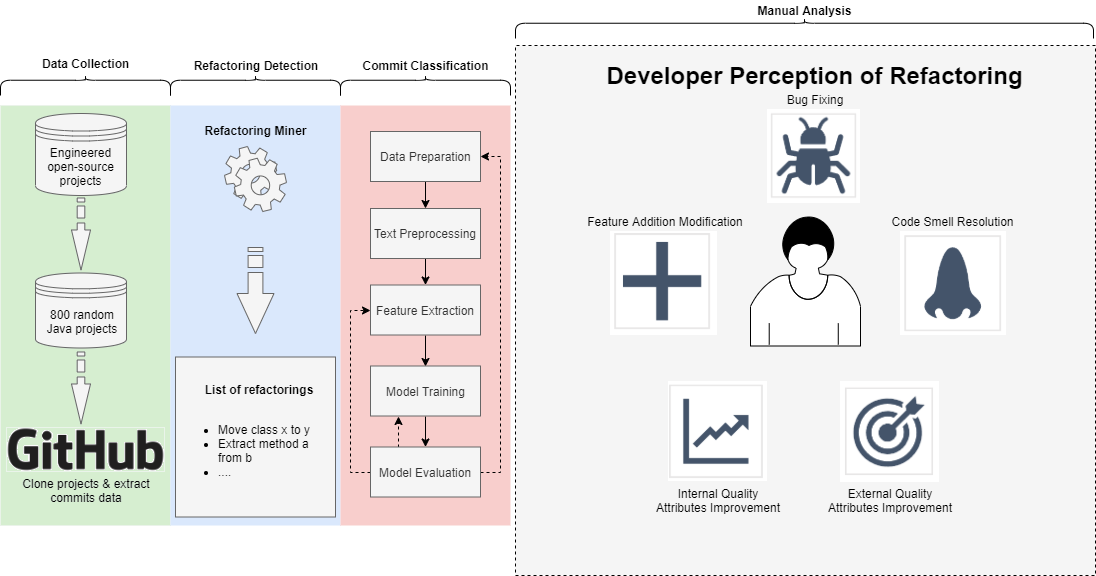 Manual Analysis
Data Collection
Refactoring Detection
Commit Classification
Engineered
open-source
projects
800 random
Java projects
GitHub
Clone projects & extract
commits data
Refactoring Miner
List of refactorings
Move class x to y
Extract method a
from b
....
Data Preparation
Text Preprocessing
Feature Extraction
Model Training
Model Evaluation
Developer Perception of Refactoring
Bug Fixing
Feature Addition Modification
Code Smell Resolution
Internal Quality
Attributes Improvement
External Quality
Attributes Improvement